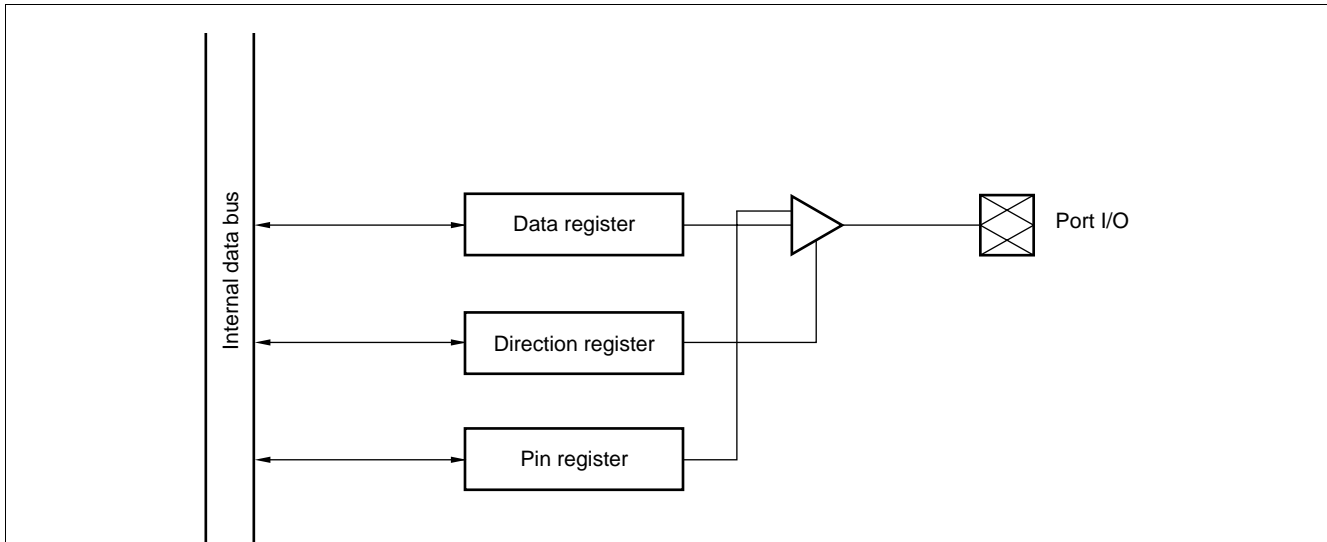 Internal data bus
Data register
Port I/O
Direction register
Pin register